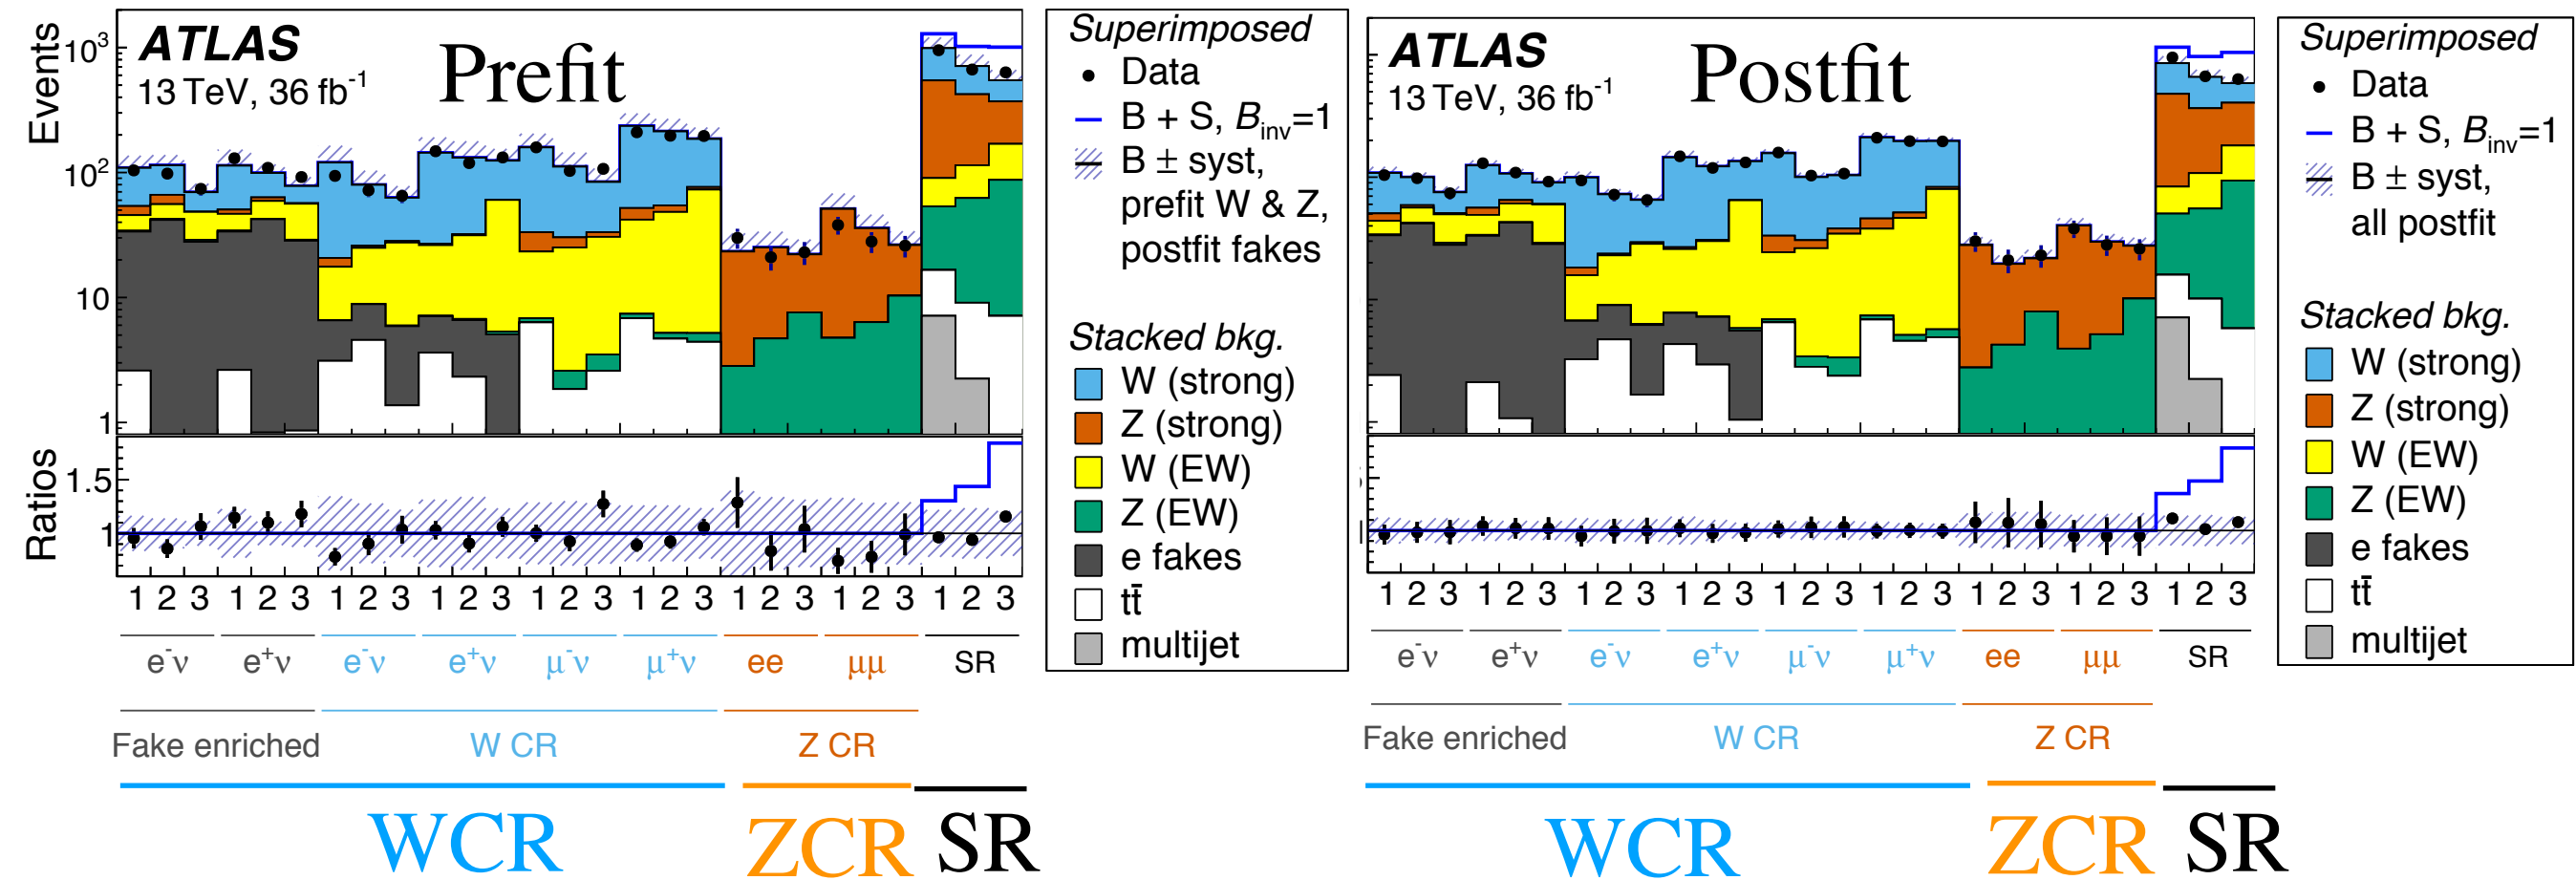 ATLAS
13 TeV, 36 fb⁻¹
Prefit
Events
10³
10²
10
1
Ratios
1.5
1
1 2 3 1 2 3 1 2 3 1 2 3 1 2 3 1 2 3 1 2 3 1 2 3 1 2 3
e⁻ν e⁺ν e⁻ν e⁺ν μ⁻ν μ⁺ν ee μμ SR
Fake enriched W CR Z CR
WCR ZCR SR
Superimposed
Data
B + S, B_inv=1
B ± syst,
prefit W & Z,
postfit fakes
Stacked bkg.
W (strong)
Z (strong)
W (EW)
Z (EW)
e fakes
tt̄
multijet
ATLAS
13 TeV, 36 fb⁻¹
Postfit
1 2 3 1 2 3 1 2 3 1 2 3 1 2 3 1 2 3 1 2 3 1 2 3 1 2 3
e⁻ν e⁺ν e⁻ν e⁺ν μ⁻ν μ⁺ν ee μμ SR
Fake enriched W CR Z CR
WCR ZCR SR
Superimposed
Data
B + S, B_inv=1
B ± syst,
all postfit
Stacked bkg.
W (strong)
Z (strong)
W (EW)
Z (EW)
e fakes
tt̄
multijet